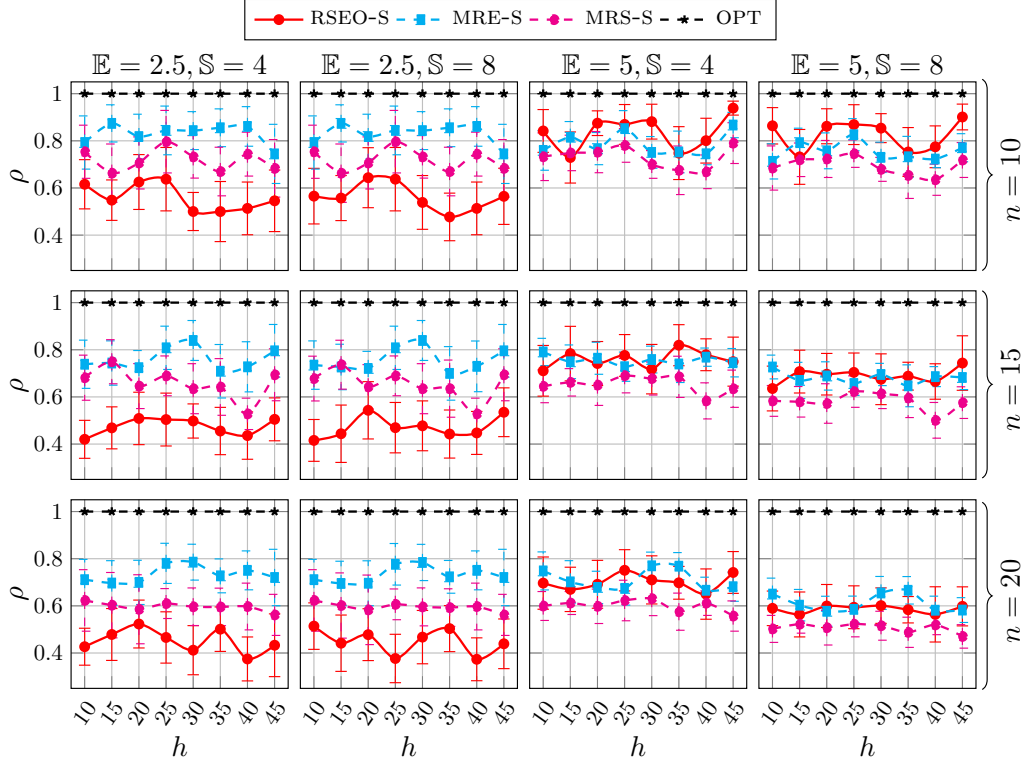 RSEO-S MRE-S MRS-S OPT
𝔼 = 2.5, 𝕊 = 4 𝔼 = 2.5, 𝕊 = 8 𝔼 = 5, 𝕊 = 4 𝔼 = 5, 𝕊 = 8
1
0.8
0.6
0.4
ρ
n = 10
1
0.8
0.6
0.4
ρ
n = 15
1
0.8
0.6
0.4
ρ
n = 20
10 15 20 25 30 35 40 45 10 15 20 25 30 35 40 45 10 15 20 25 30 35 40 45 10 15 20 25 30 35 40 45
h h h h